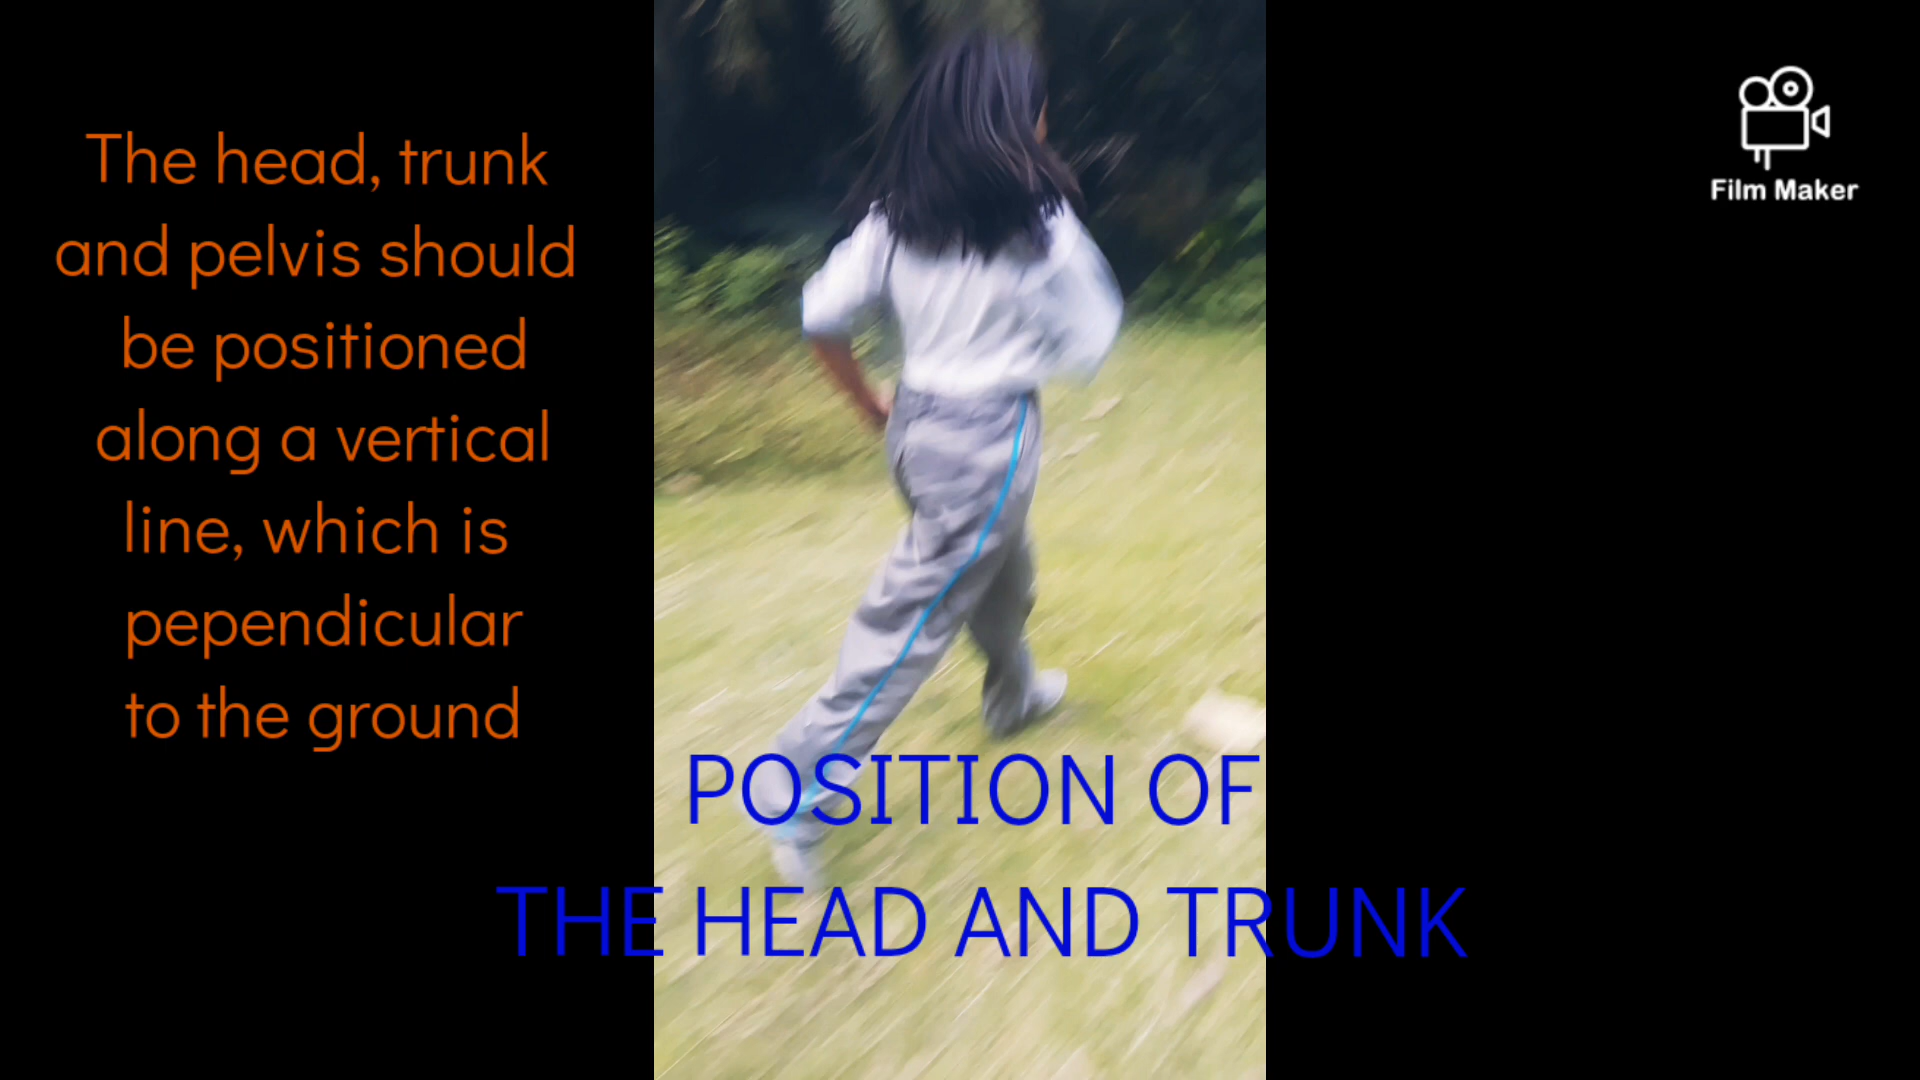 The head, trunk
and pelvis should
be positioned
along a vertical
line, which is
pependicular
to the ground
Film Maker
POSITION OF
THE HEAD AND TRUNK